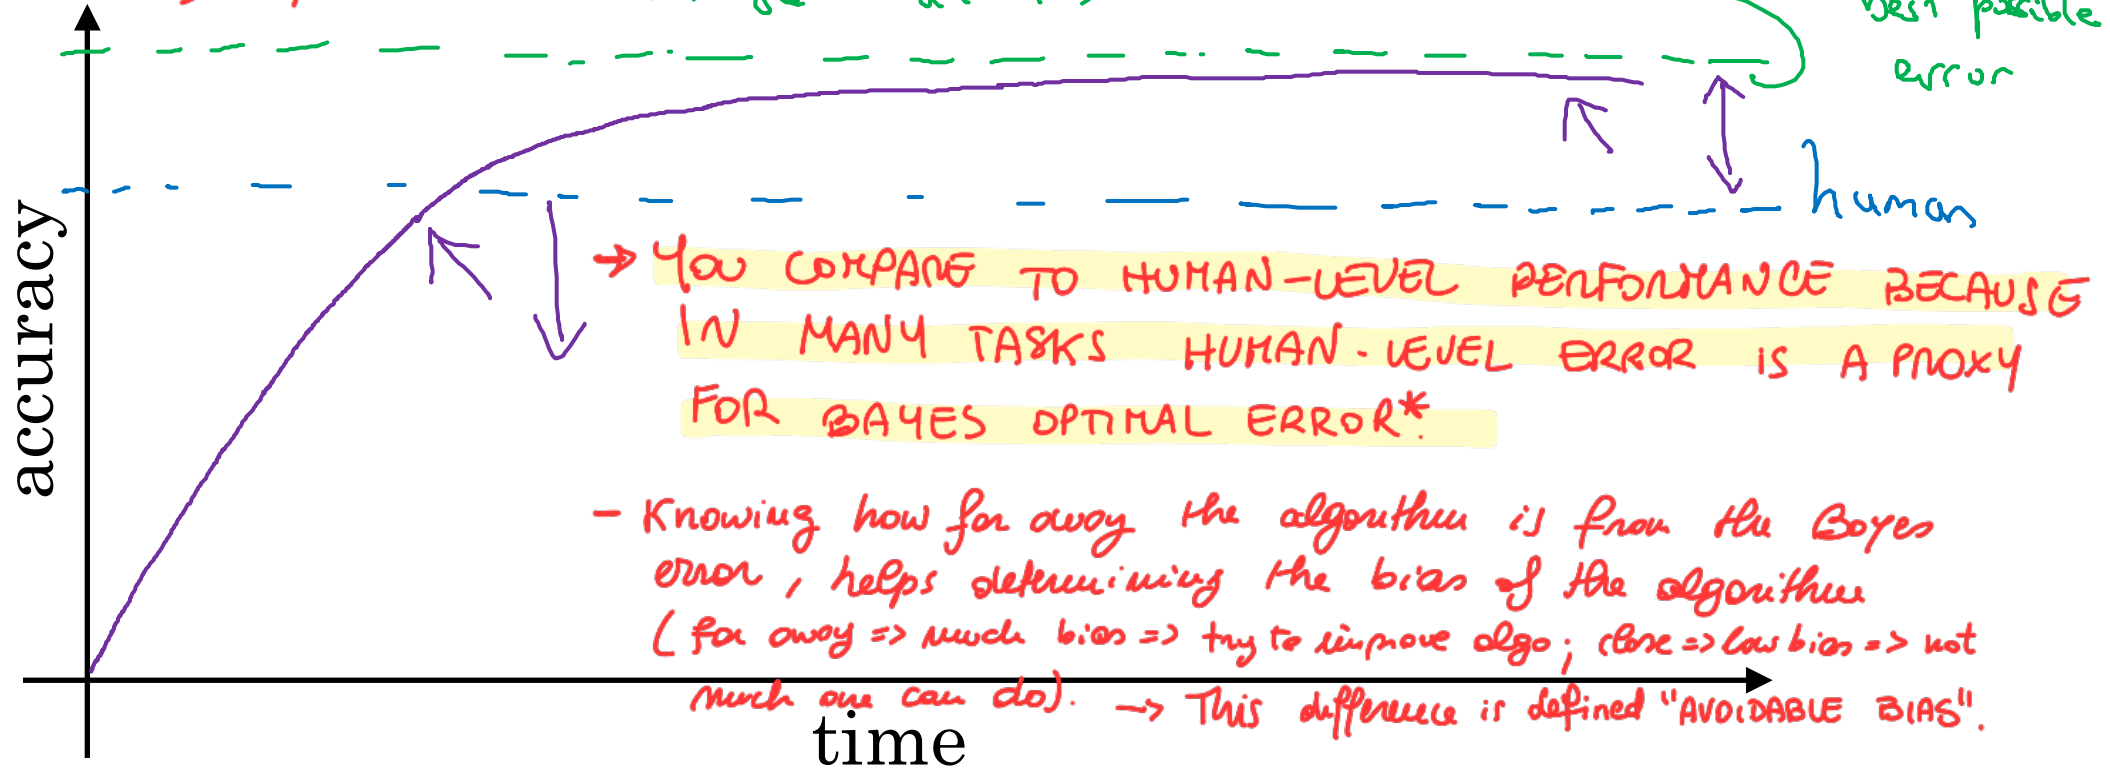 best possible
error
human
accuracy
→ YOU COMPARE TO HUMAN-LEVEL PERFORMANCE BECAUSE
IN MANY TASKS HUMAN-LEVEL ERROR IS A PROXY
FOR BAYES OPTIMAL ERROR*.
- Knowing how far away the algorithm is from the Bayes
error, helps determining the bias of the algorithm
(far away => much bias => try to improve algo; close => low bias => not
much one can do). → This difference is defined "AVOIDABLE BIAS".
time